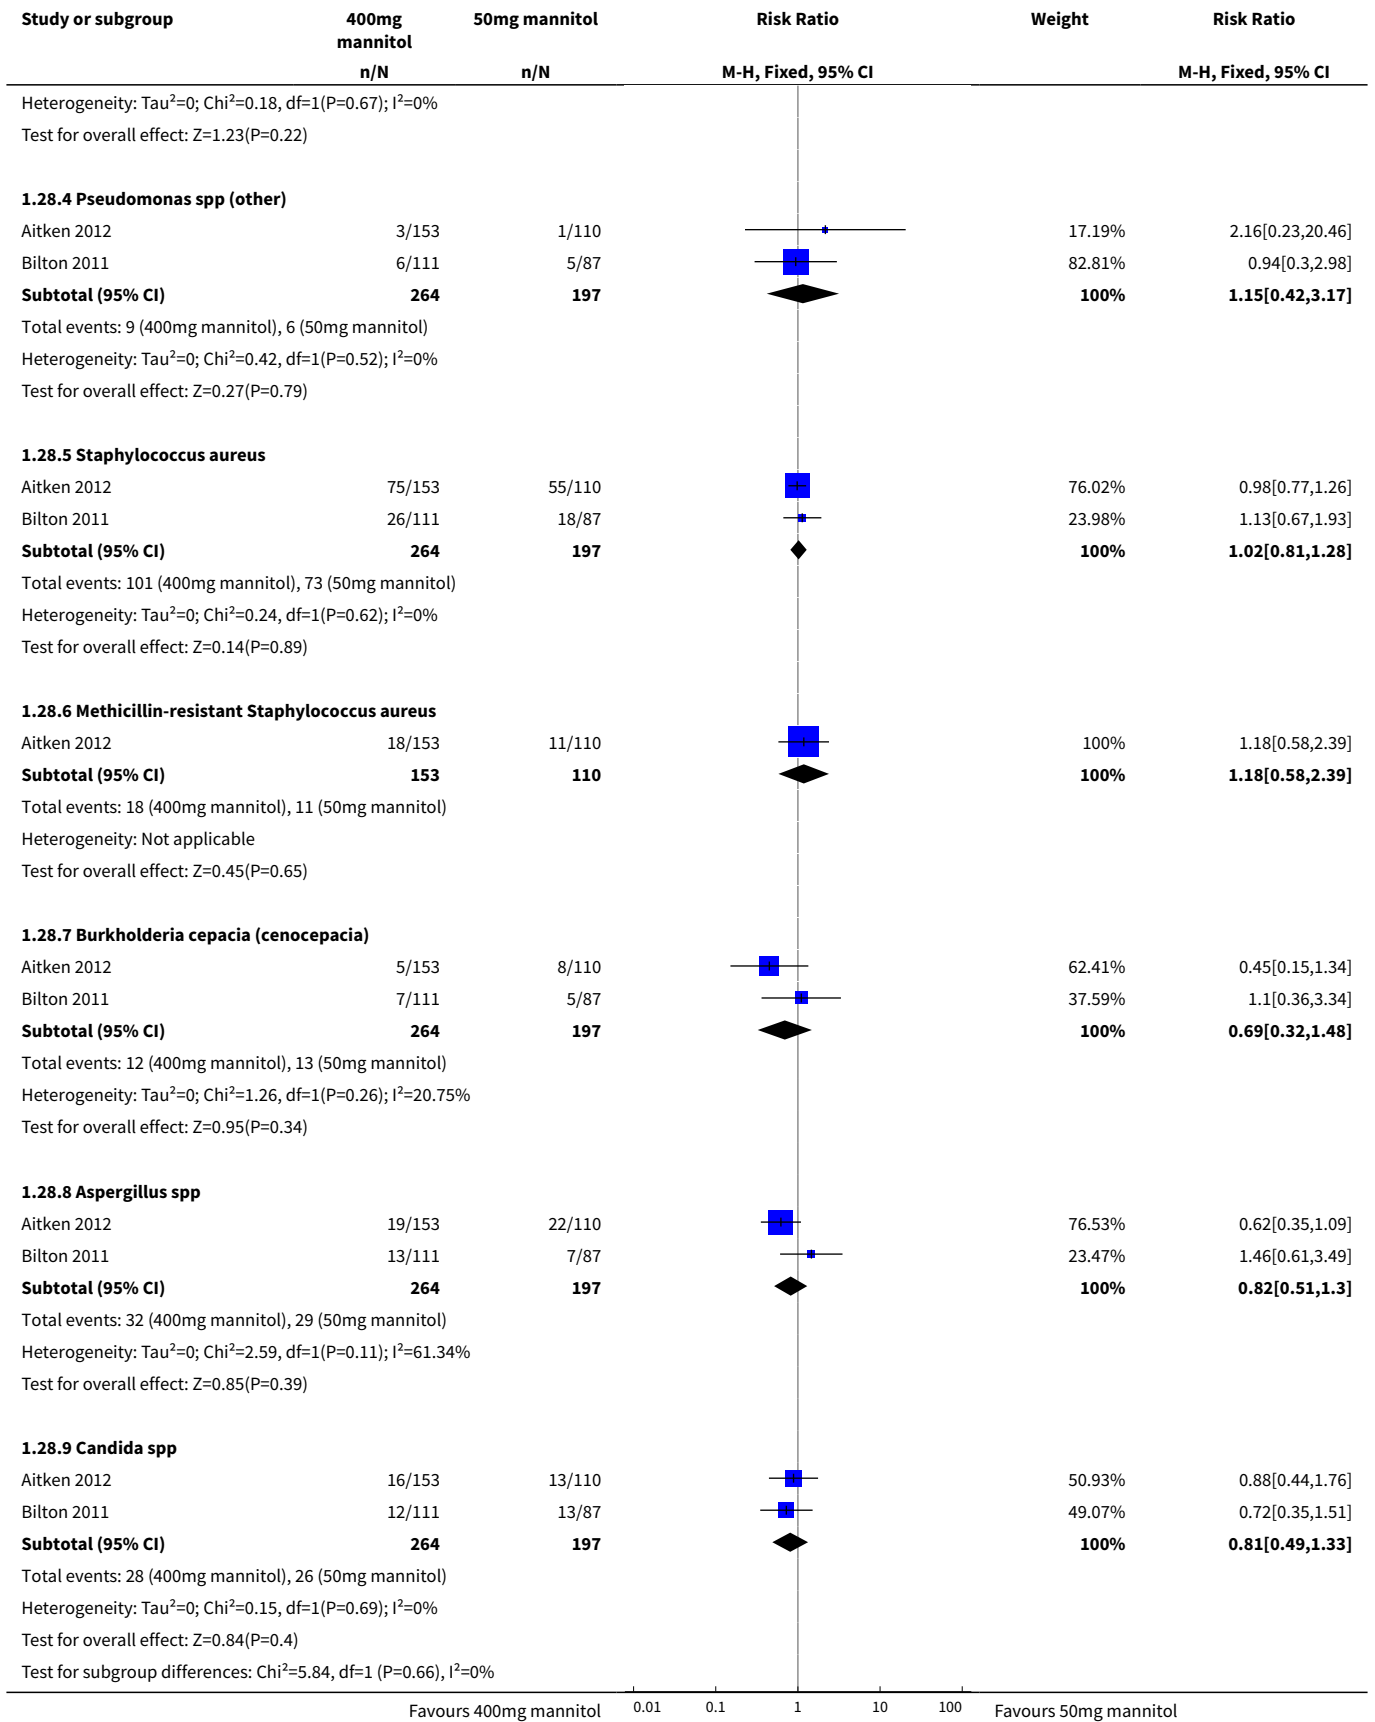 Study or subgroup 400mg mannitol 50mg mannitol Risk Ratio Weight Risk Ratio
n/N n/N M-H, Fixed, 95% CI M-H, Fixed, 95% CI
Heterogeneity: Tau²=0; Chi²=0.18, df=1(P=0.67); I²=0%
Test for overall effect: Z=1.23(P=0.22)
1.28.4 Pseudomonas spp (other)
Aitken 2012 3/153 1/110 17.19% 2.16[0.23,20.46]
Bilton 2011 6/111 5/87 82.81% 0.94[0.3,2.98]
Subtotal (95% CI) 264 197 100% 1.15[0.42,3.17]
Total events: 9 (400mg mannitol), 6 (50mg mannitol)
Heterogeneity: Tau²=0; Chi²=0.42, df=1(P=0.52); I²=0%
Test for overall effect: Z=0.27(P=0.79)
1.28.5 Staphylococcus aureus
Aitken 2012 75/153 55/110 76.02% 0.98[0.77,1.26]
Bilton 2011 26/111 18/87 23.98% 1.13[0.67,1.93]
Subtotal (95% CI) 264 197 100% 1.02[0.81,1.28]
Total events: 101 (400mg mannitol), 73 (50mg mannitol)
Heterogeneity: Tau²=0; Chi²=0.24, df=1(P=0.62); I²=0%
Test for overall effect: Z=0.14(P=0.89)
1.28.6 Methicillin-resistant Staphylococcus aureus
Aitken 2012 18/153 11/110 100% 1.18[0.58,2.39]
Subtotal (95% CI) 153 110 100% 1.18[0.58,2.39]
Total events: 18 (400mg mannitol), 11 (50mg mannitol)
Heterogeneity: Not applicable
Test for overall effect: Z=0.45(P=0.65)
1.28.7 Burkholderia cepacia (cenocepacia)
Aitken 2012 5/153 8/110 62.41% 0.45[0.15,1.34]
Bilton 2011 7/111 5/87 37.59% 1.1[0.36,3.34]
Subtotal (95% CI) 264 197 100% 0.69[0.32,1.48]
Total events: 12 (400mg mannitol), 13 (50mg mannitol)
Heterogeneity: Tau²=0; Chi²=1.26, df=1(P=0.26); I²=20.75%
Test for overall effect: Z=0.95(P=0.34)
1.28.8 Aspergillus spp
Aitken 2012 19/153 22/110 76.53% 0.62[0.35,1.09]
Bilton 2011 13/111 7/87 23.47% 1.46[0.61,3.49]
Subtotal (95% CI) 264 197 100% 0.82[0.51,1.3]
Total events: 32 (400mg mannitol), 29 (50mg mannitol)
Heterogeneity: Tau²=0; Chi²=2.59, df=1(P=0.11); I²=61.34%
Test for overall effect: Z=0.85(P=0.39)
1.28.9 Candida spp
Aitken 2012 16/153 13/110 50.93% 0.88[0.44,1.76]
Bilton 2011 12/111 13/87 49.07% 0.72[0.35,1.51]
Subtotal (95% CI) 264 197 100% 0.81[0.49,1.33]
Total events: 28 (400mg mannitol), 26 (50mg mannitol)
Heterogeneity: Tau²=0; Chi²=0.15, df=1(P=0.69); I²=0%
Test for overall effect: Z=0.84(P=0.4)
Test for subgroup differences: Chi²=5.84, df=1 (P=0.66), I²=0%
Favours 400mg mannitol 0.01 0.1 1 10 100 Favours 50mg mannitol